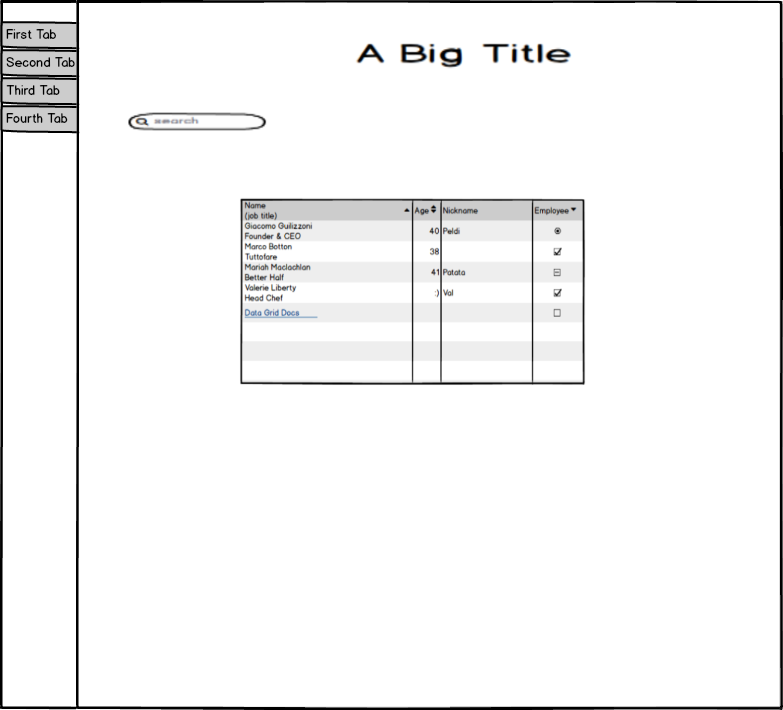 First Tab
Second Tab
Third Tab
Fourth Tab
A Big Title
search
Name
(job title)
Age
Nickname
Employee
Giacomo Guilizzoni
Founder & CEO
40
Peldi
Marco Botton
Tuttofare
38
Mariah Maclachlan
Better Half
41
Patata
Valerie Liberty
Head Chef
:)
Val
Data Grid Docs